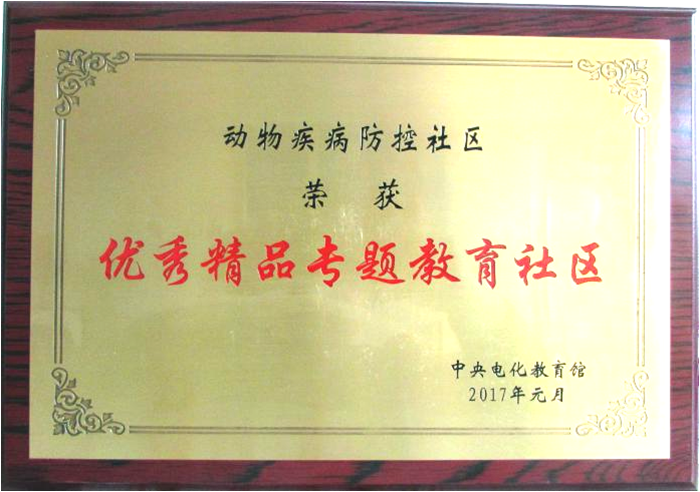 动物疾病防控社区
荣获
优秀精品专题教育社区
中央电化教育馆
2017年元月